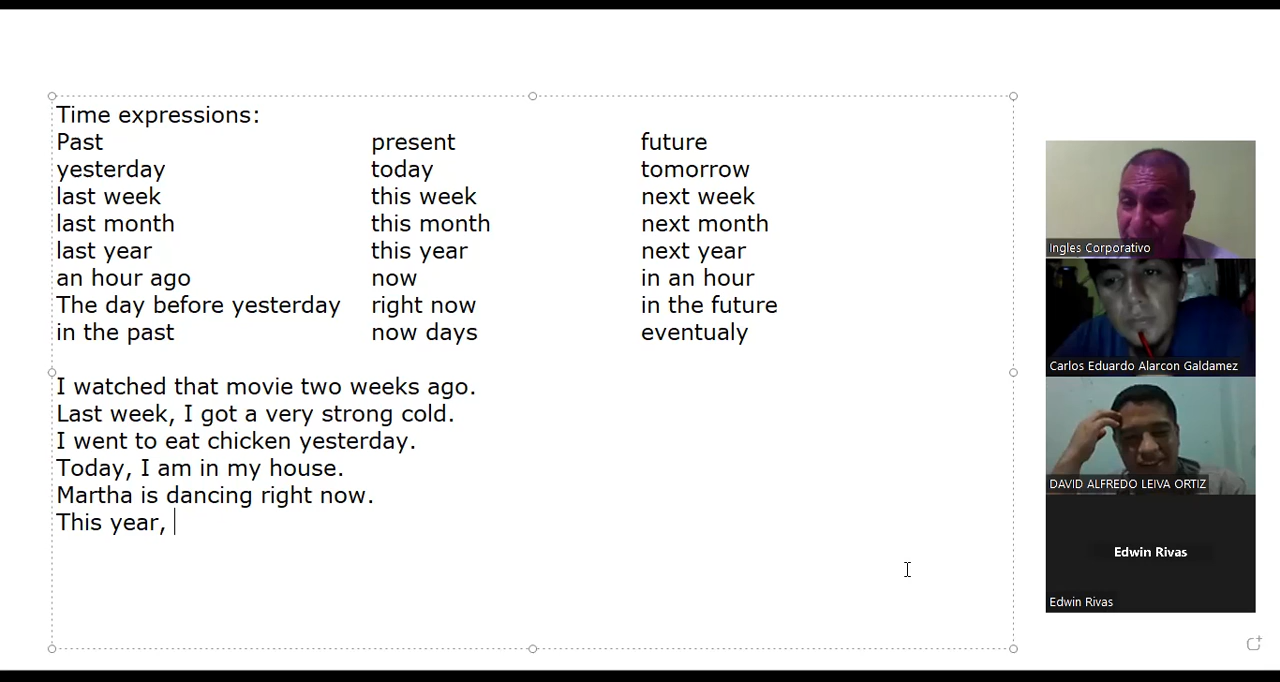 Time expressions:
Past present future
yesterday today tomorrow
last week this week next week
last month this month next month
last year this year next year
an hour ago now in an hour
The day before yesterday right now in the future
in the past now days eventualy
I watched that movie two weeks ago.
Last week, I got a very strong cold.
I went to eat chicken yesterday.
Today, I am in my house.
Martha is dancing right now.
This year,
Ingles Corporativo
Carlos Eduardo Alarcon Galdamez
DAVID ALFREDO LEIVA ORTIZ
Edwin Rivas
Edwin Rivas